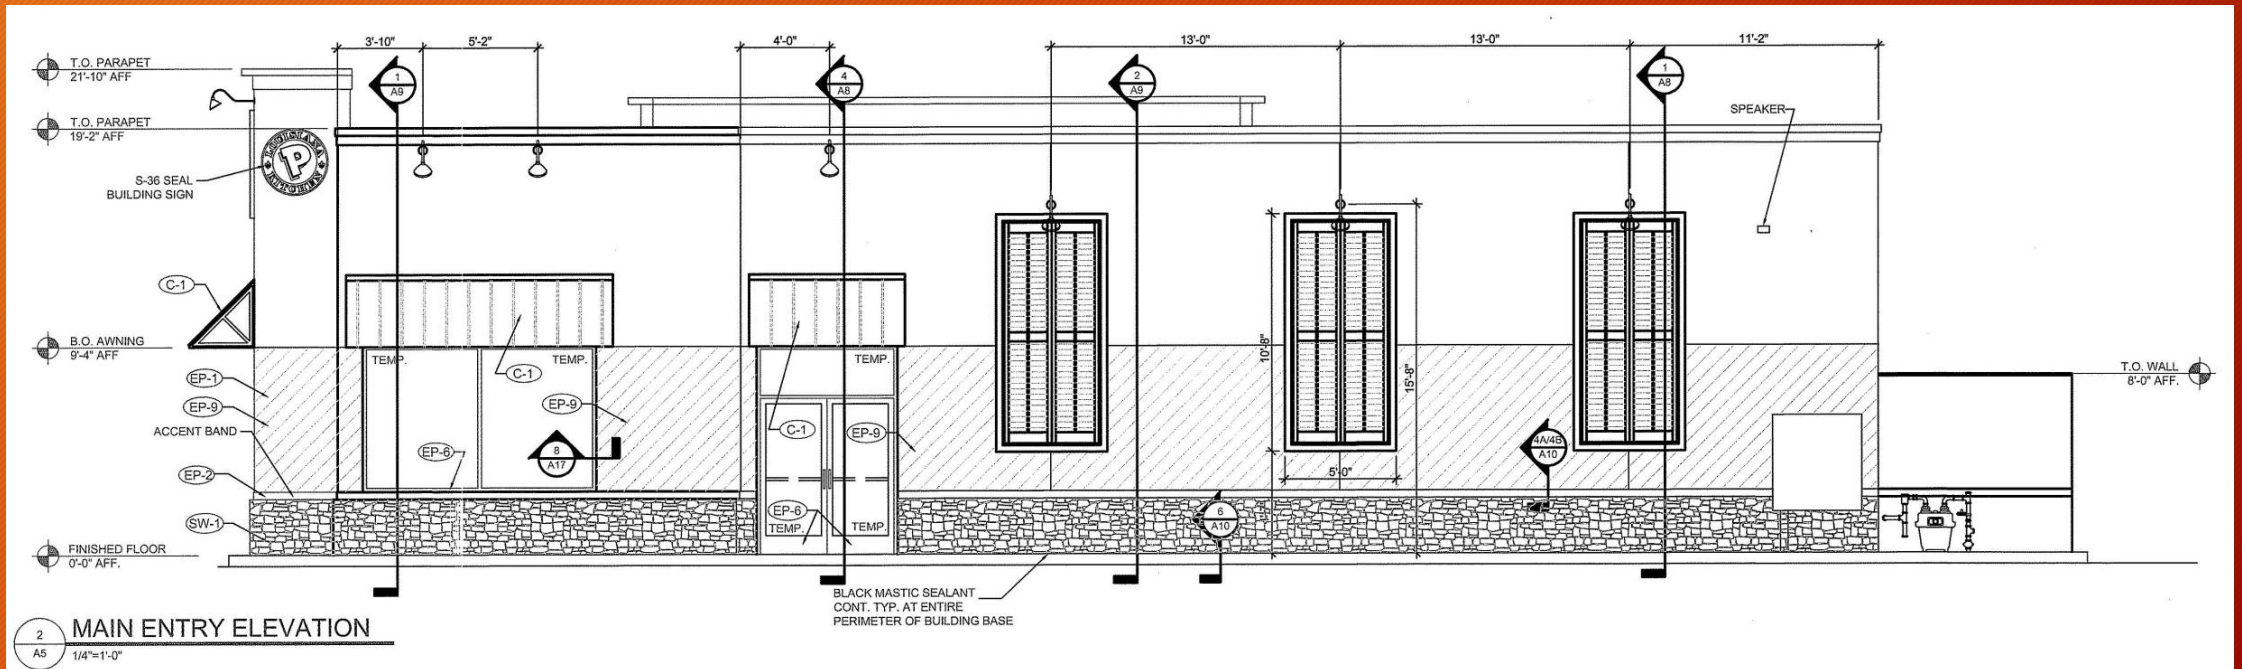 3'-10"
5'-2"
4'-0"
13'-0"
13'-0"
11'-2"
T.O. PARAPET
21'-10" AFF
1
A9
4
A8
2
A9
1
A8
SPEAKER
T.O. PARAPET
19'-2" AFF
LOUISIANA
P
KITCHEN
S-36 SEAL
BUILDING SIGN
C-1
B.O. AWNING
9'-4" AFF
TEMP.
TEMP.
TEMP.
C-1
10'-8"
15'-8"
T.O. WALL
8'-0" AFF.
EP-1
EP-9
EP-9
ACCENT BAND
C-1
EP-9
EP-6
8
A17
4A/4B
A10
5'-0"
EP-2
SW-1
EP-6
TEMP.
TEMP.
6
A10
FINISHED FLOOR
0'-0" AFF.
BLACK MASTIC SEALANT
CONT. TYP. AT ENTIRE
PERIMETER OF BUILDING BASE
2
A5
MAIN ENTRY ELEVATION
1/4"=1'-0"